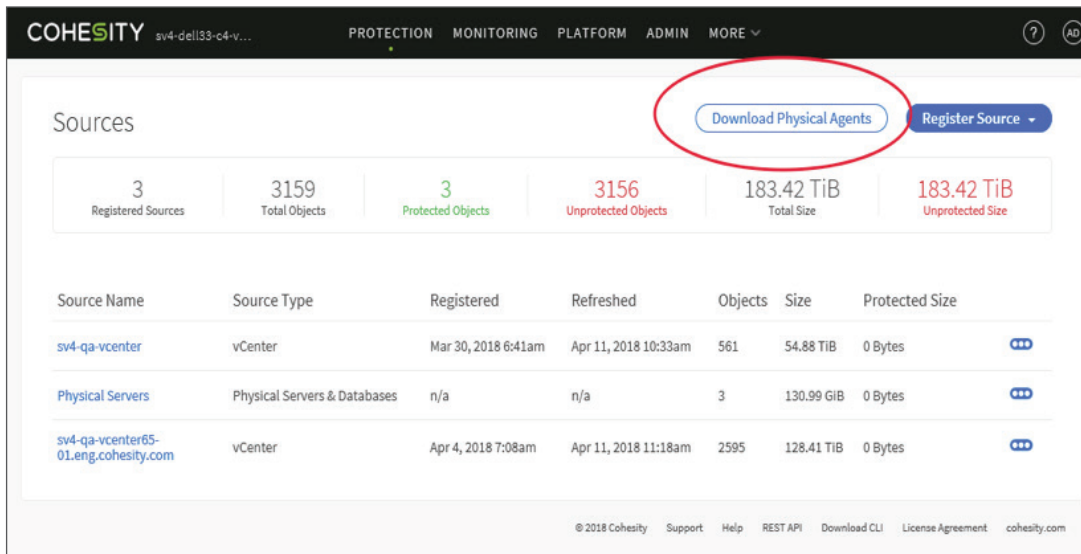 COHESITY sv4-dell33-c4-v... PROTECTION MONITORING PLATFORM ADMIN MORE ? AD
Sources Download Physical Agents Register Source
3 3159 3 3156 183.42 TiB 183.42 TiB
Registered Sources Total Objects Protected Objects Unprotected Objects Total Size Unprotected Size
Source Name Source Type Registered Refreshed Objects Size Protected Size
sv4-qa-vcenter vCenter Mar 30, 2018 6:41am Apr 11, 2018 10:33am 561 54.88 TiB 0 Bytes
Physical Servers Physical Servers & Databases n/a n/a 3 130.99 GiB 0 Bytes
sv4-qa-vcenter65-
01.eng.cohesity.com vCenter Apr 4, 2018 7:08am Apr 11, 2018 11:18am 2595 128.41 TiB 0 Bytes
© 2018 Cohesity Support Help REST API Download CLI License Agreement cohesity.com